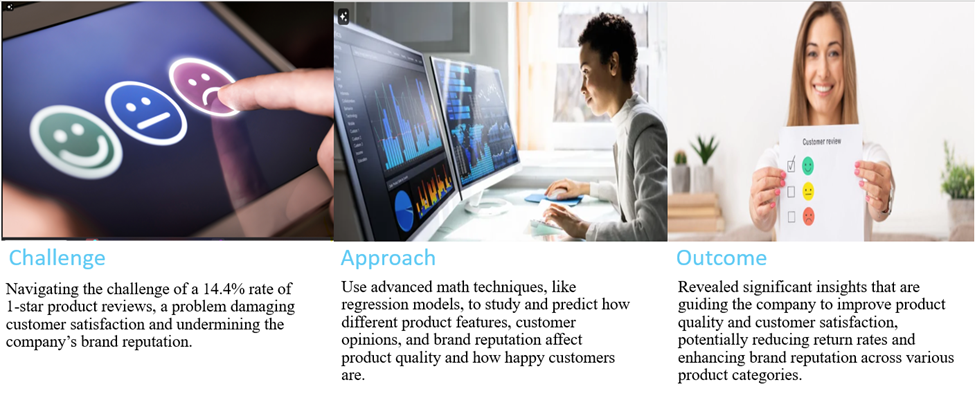 Customer review
Challenge
Navigating the challenge of a 14.4% rate of
1-star product reviews, a problem damaging
customer satisfaction and undermining the
company’s brand reputation.
Approach
Use advanced math techniques, like
regression models, to study and predict how
different product features, customer
opinions, and brand reputation affect
product quality and how happy customers
are.
Outcome
Revealed significant insights that are
guiding the company to improve product
quality and customer satisfaction,
potentially reducing return rates and
enhancing brand reputation across various
product categories.